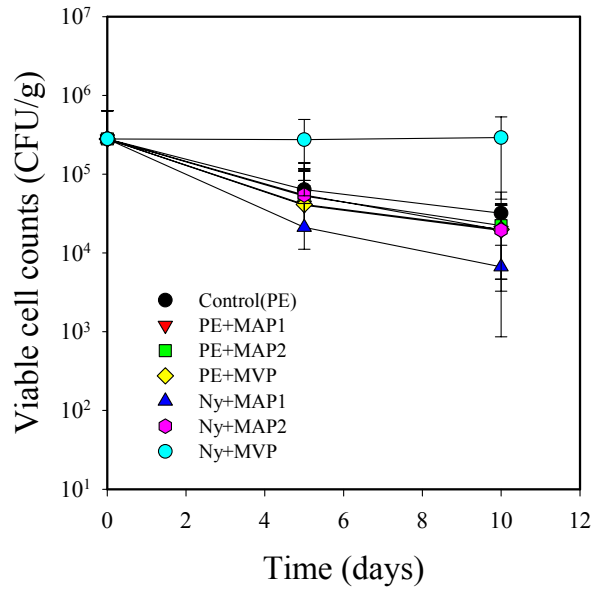 Viable cell counts (CFU/g)
10⁷
10⁶
10⁵
10⁴
10³
10²
10¹
Control(PE)
PE+MAP1
PE+MAP2
PE+MVP
Ny+MAP1
Ny+MAP2
Ny+MVP
0 2 4 6 8 10 12
Time (days)